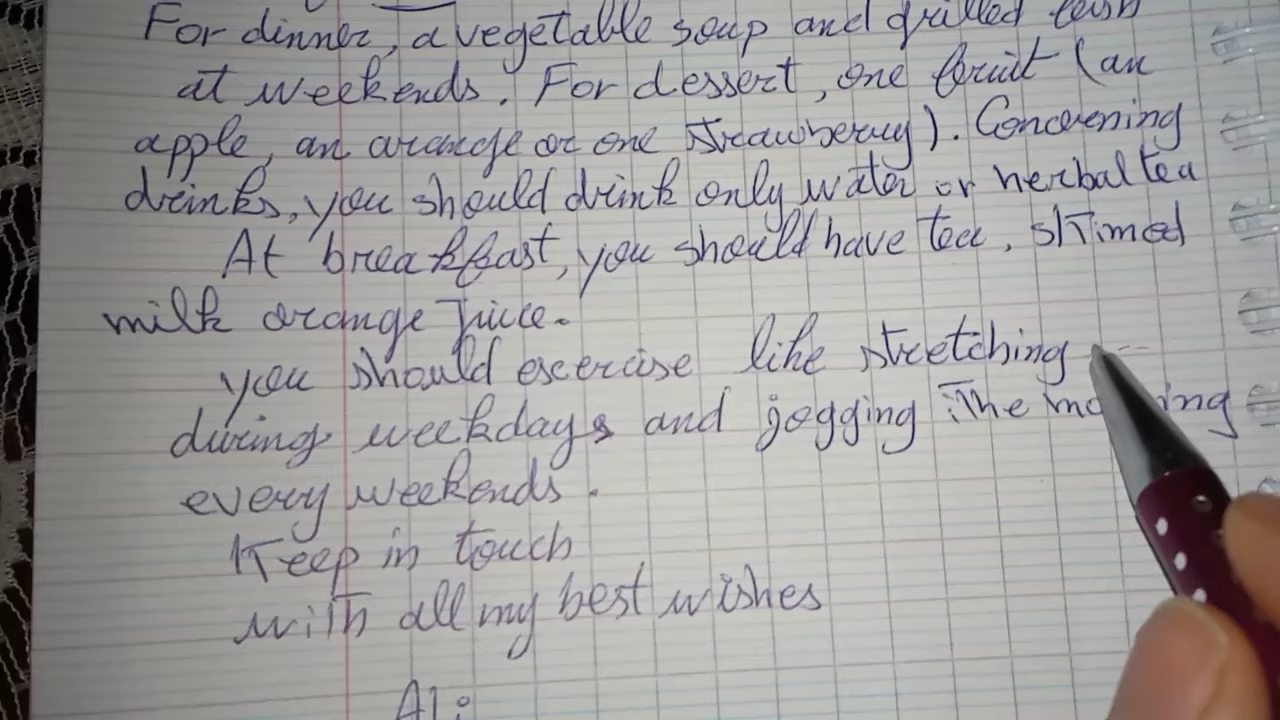 For dinner, a vegetable soup and grilled fish
at weekends. For dessert, one fruit (an
apple, an orange or one strawberry). Concerening
drinks, you should drink only water or herbal tea
At breakfast, you should have tea, skimed
milk orange juice.
you should exercise like stretching
during weekdays and jogging in the morning
every weekends.
Keep in touch
with all my best wishes
Ali